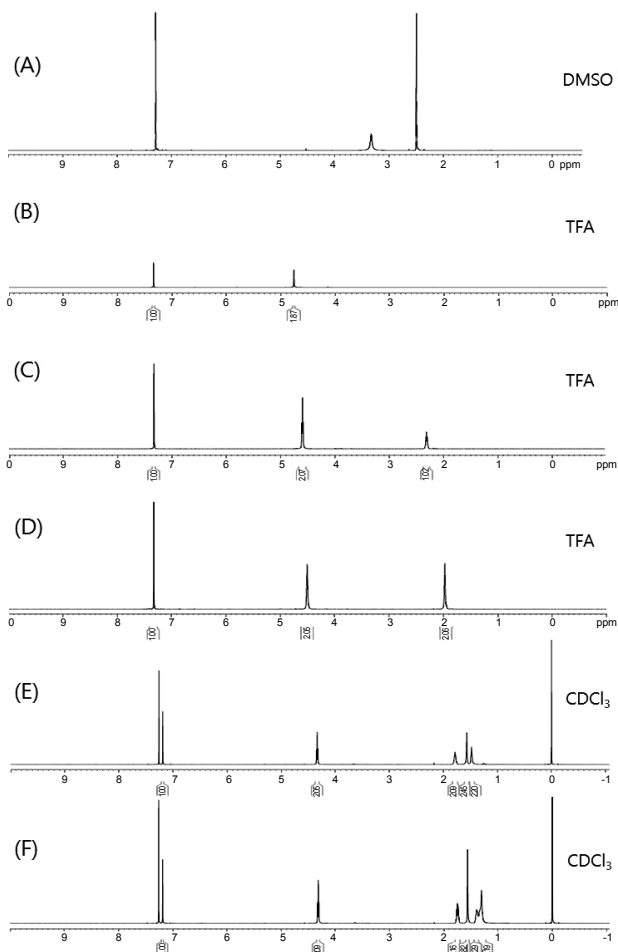 (A)
DMSO
9 8 7 6 5 4 3 2 1 0 ppm
(B)
TFA
0 9 8 7 6 5 4 3 2 1 0 ppm
1.00 1.87
(C)
TFA
0 9 8 7 6 5 4 3 2 1 0 ppm
1.00 2.07 1.02
(D)
TFA
0 9 8 7 6 5 4 3 2 1 0 ppm
1.00 2.05 2.06
(E)
CDCl₃
9 8 7 6 5 4 3 2 1 0 -1
1.00 2.05
(F)
CDCl₃
9 8 7 6 5 4 3 2 1 0 -1